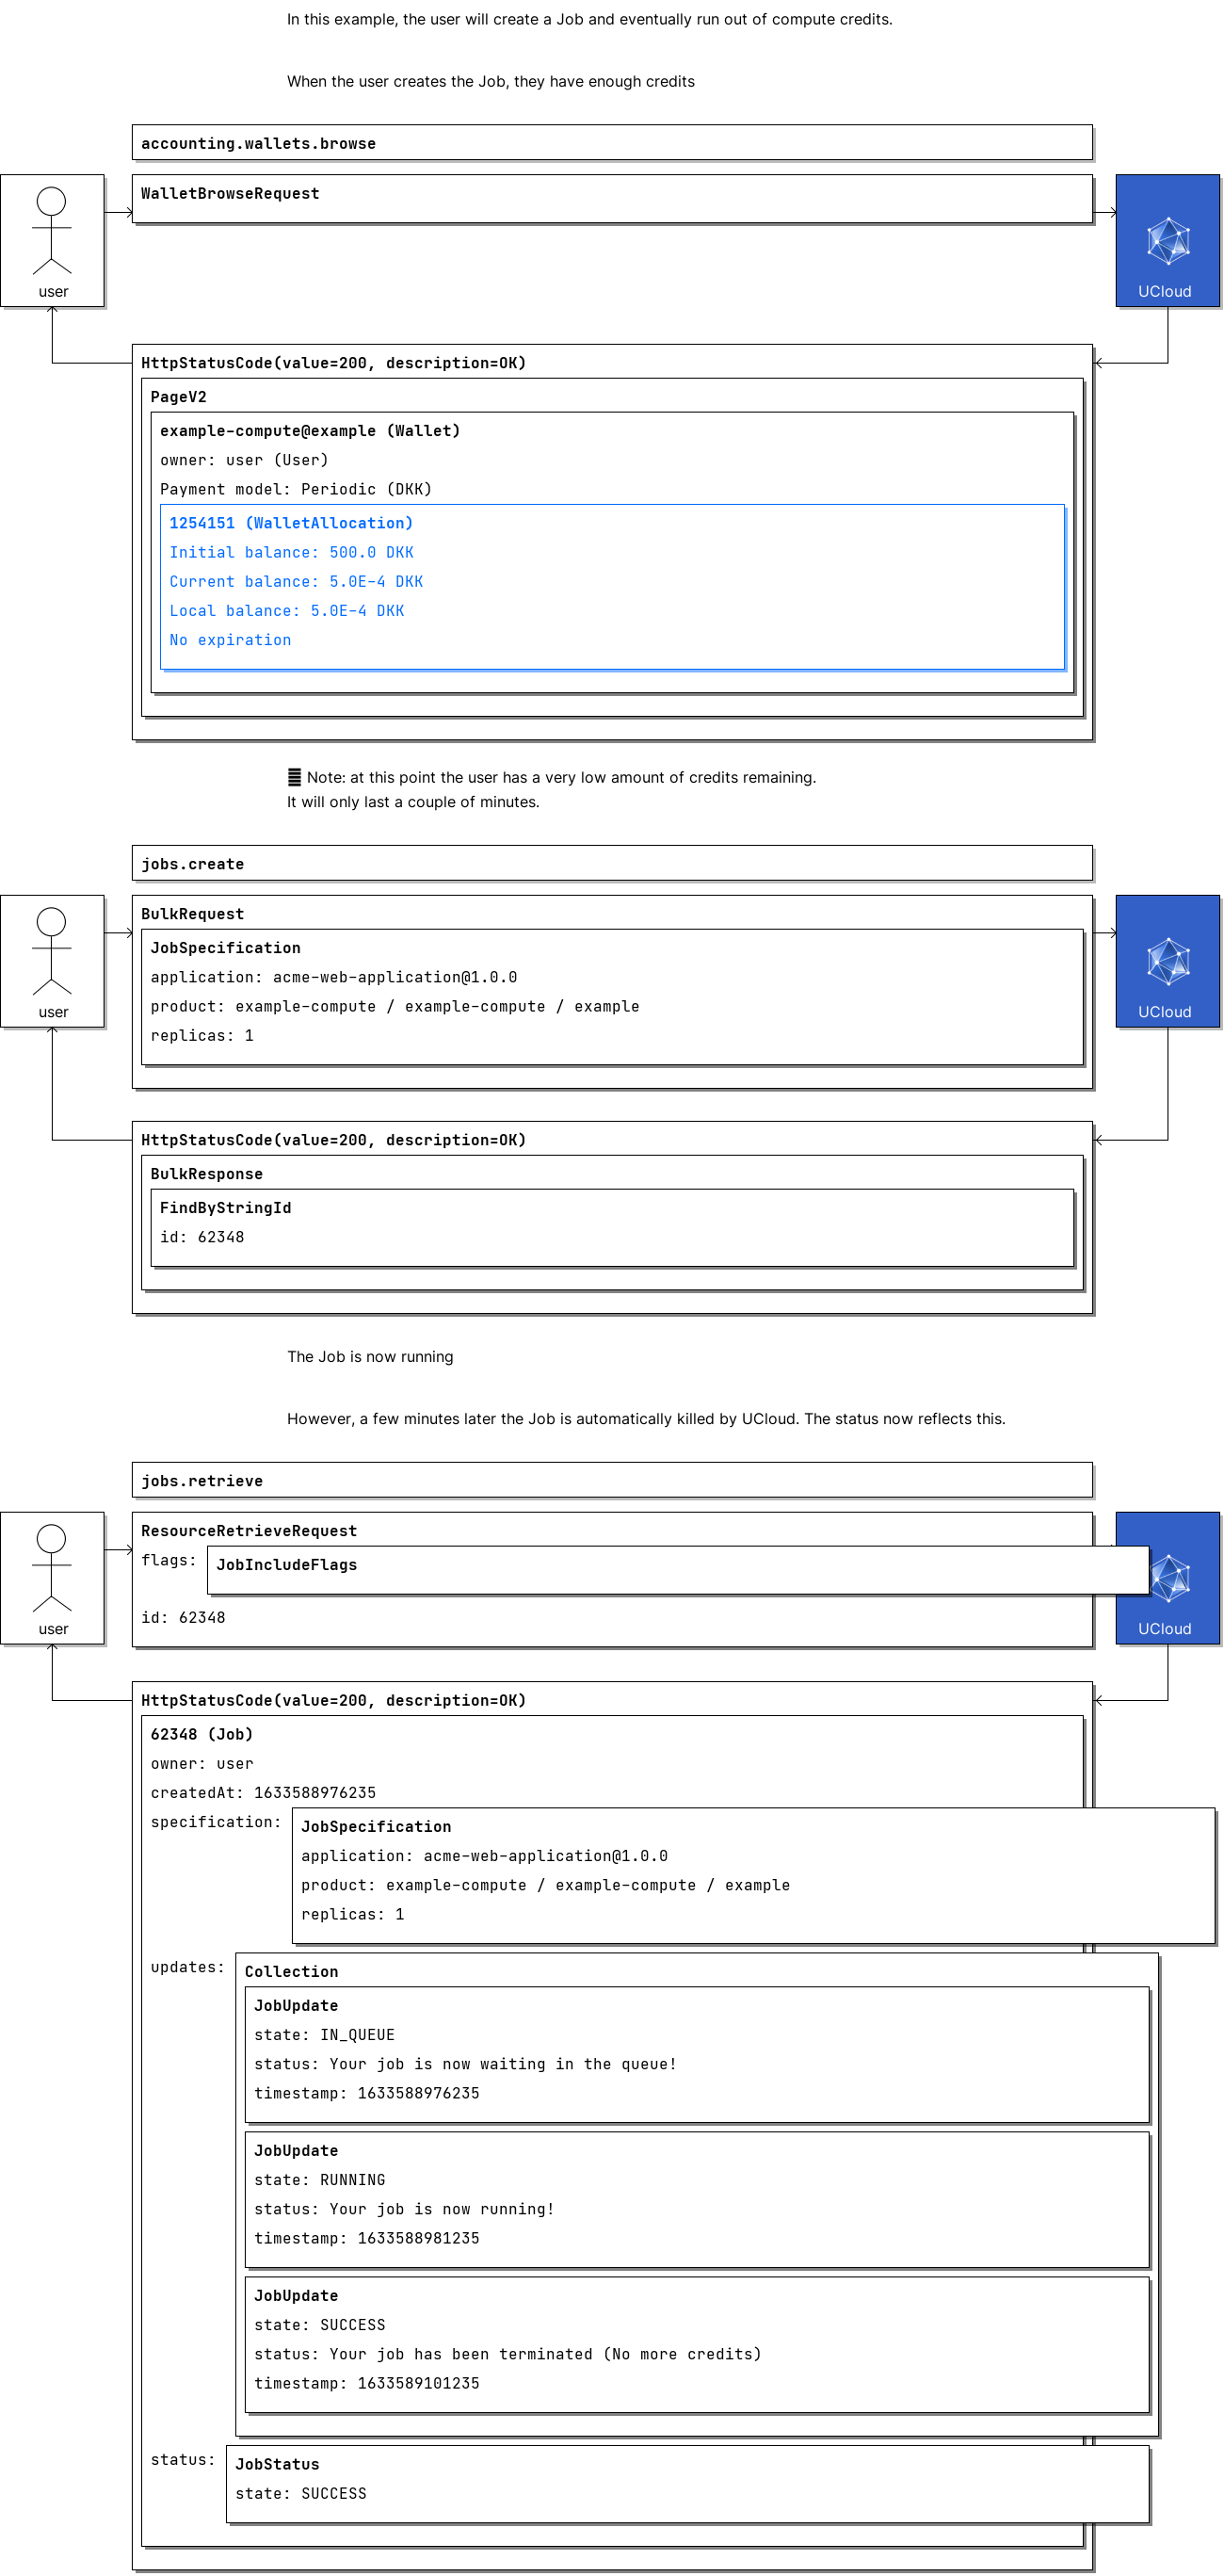 In this example, the user will create a Job and eventually run out of compute credits.
When the user creates the Job, they have enough credits
accounting.wallets.browse
WalletBrowseRequest
user
UCloud
HttpStatusCode(value=200, description=OK)
PageV2
example-compute@example (Wallet)
owner: user (User)
Payment model: Periodic (DKK)
1254151 (WalletAllocation)
Initial balance: 500.0 DKK
Current balance: 5.0E-4 DKK
Local balance: 5.0E-4 DKK
No expiration
Note: at this point the user has a very low amount of credits remaining.
It will only last a couple of minutes.
jobs.create
BulkRequest
JobSpecification
application: acme-web-application@1.0.0
product: example-compute / example-compute / example
replicas: 1
user
UCloud
HttpStatusCode(value=200, description=OK)
BulkResponse
FindByStringId
id: 62348
The Job is now running
However, a few minutes later the Job is automatically killed by UCloud. The status now reflects this.
jobs.retrieve
ResourceRetrieveRequest
flags: JobIncludeFlags
id: 62348
user
UCloud
HttpStatusCode(value=200, description=OK)
62348 (Job)
owner: user
createdAt: 1633588976235
specification: JobSpecification
application: acme-web-application@1.0.0
product: example-compute / example-compute / example
replicas: 1
updates: Collection
JobUpdate
state: IN_QUEUE
status: Your job is now waiting in the queue!
timestamp: 1633588976235
JobUpdate
state: RUNNING
status: Your job is now running!
timestamp: 1633588981235
JobUpdate
state: SUCCESS
status: Your job has been terminated (No more credits)
timestamp: 1633589101235
status: JobStatus
state: SUCCESS